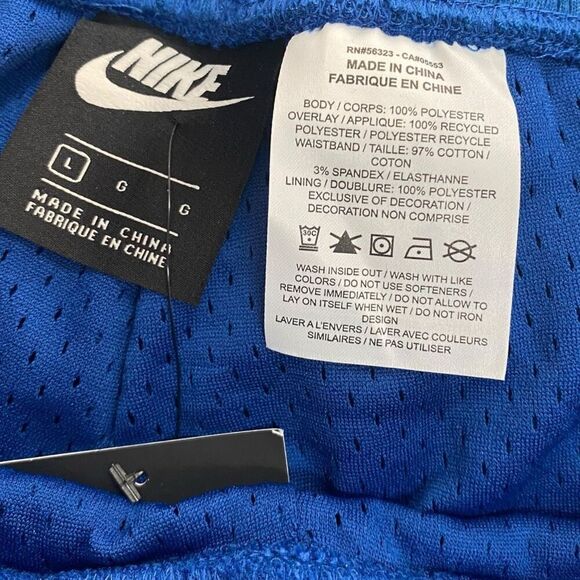 NIKE
L G G
MADE IN CHINA
FABRIQUE EN CHINE
RN#56323 - CA#05553
MADE IN CHINA
FABRIQUE EN CHINE
BODY / CORPS: 100% POLYESTER
OVERLAY / APPLIQUE: 100% RECYCLED
POLYESTER / POLYESTER RECYCLE
WAISTBAND / TAILLE: 97% COTTON /
COTON
3% SPANDEX / ELASTHANNE
LINING / DOUBLURE: 100% POLYESTER
EXCLUSIVE OF DECORATION /
DECORATION NON COMPRISE
30C
WASH INSIDE OUT / WASH WITH LIKE
COLORS / DO NOT USE SOFTENERS /
REMOVE IMMEDIATELY / DO NOT ALLOW TO
LAY ON ITSELF WHEN WET / DO NOT IRON
DESIGN
LAVER A L'ENVERS / LAVER AVEC COULEURS
SIMILAIRES / NE PAS UTILISER